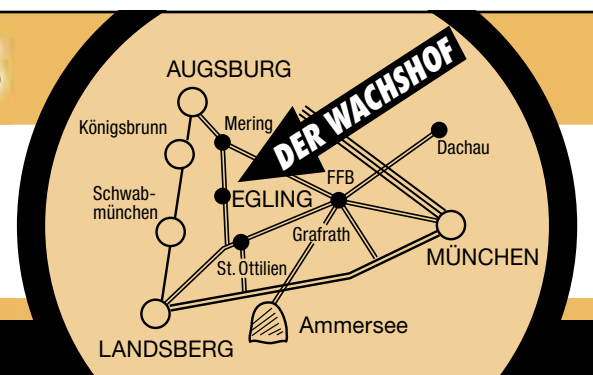 AUGSBURG
DER WACHSHOF
Königsbrunn
Mering
Dachau
FFB
Schwab-
münchen
EGLING
Grafrath
MÜNCHEN
St. Ottilien
Ammersee
LANDSBERG